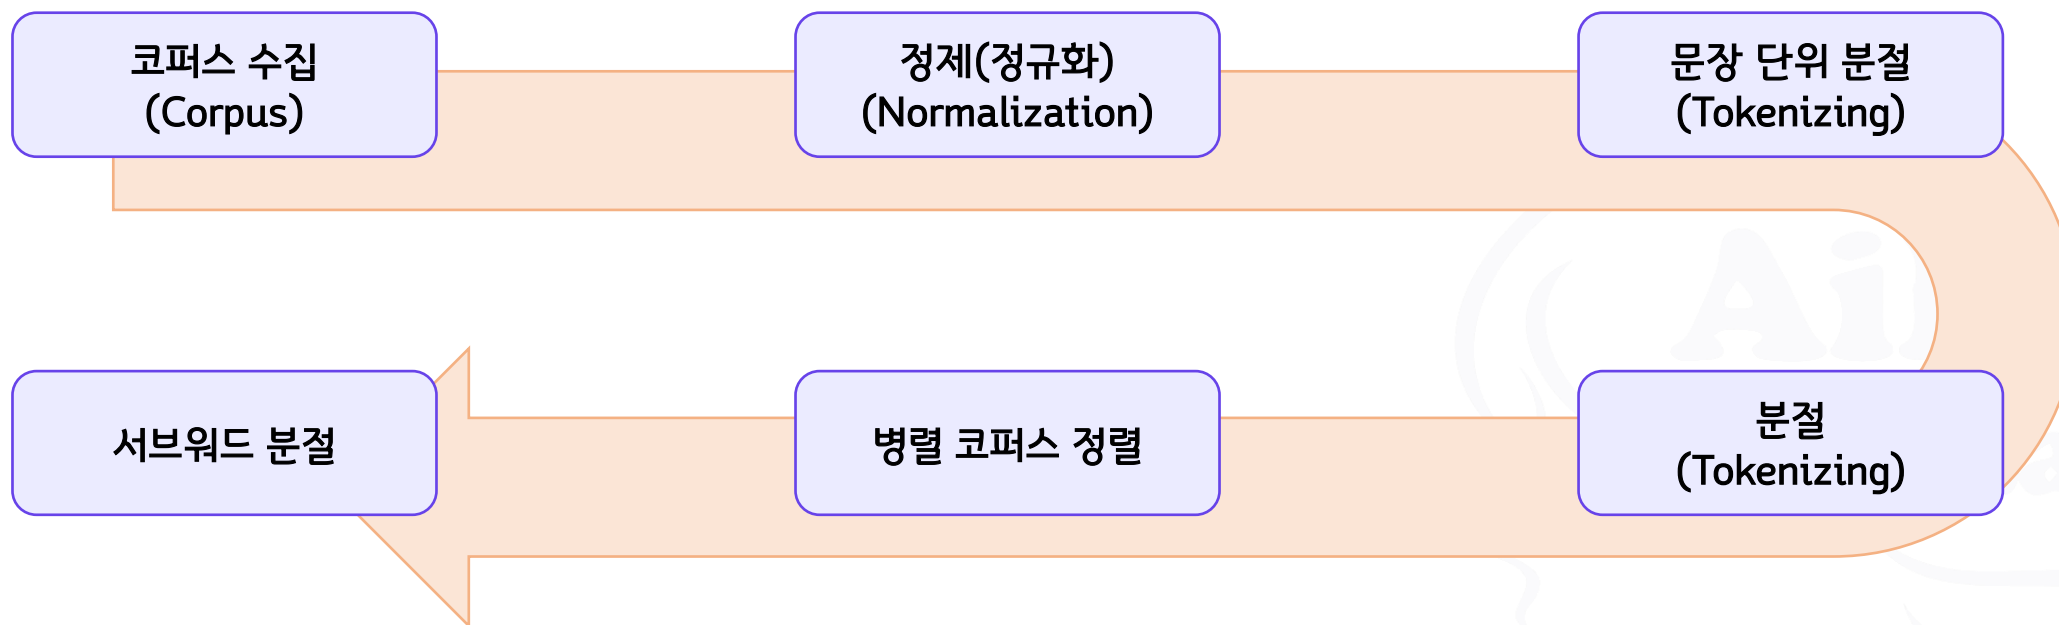 코퍼스 수집
(Corpus)
정제(정규화)
(Normalization)
문장 단위 분절
(Tokenizing)
분절
(Tokenizing)
병렬 코퍼스 정렬
서브워드 분절